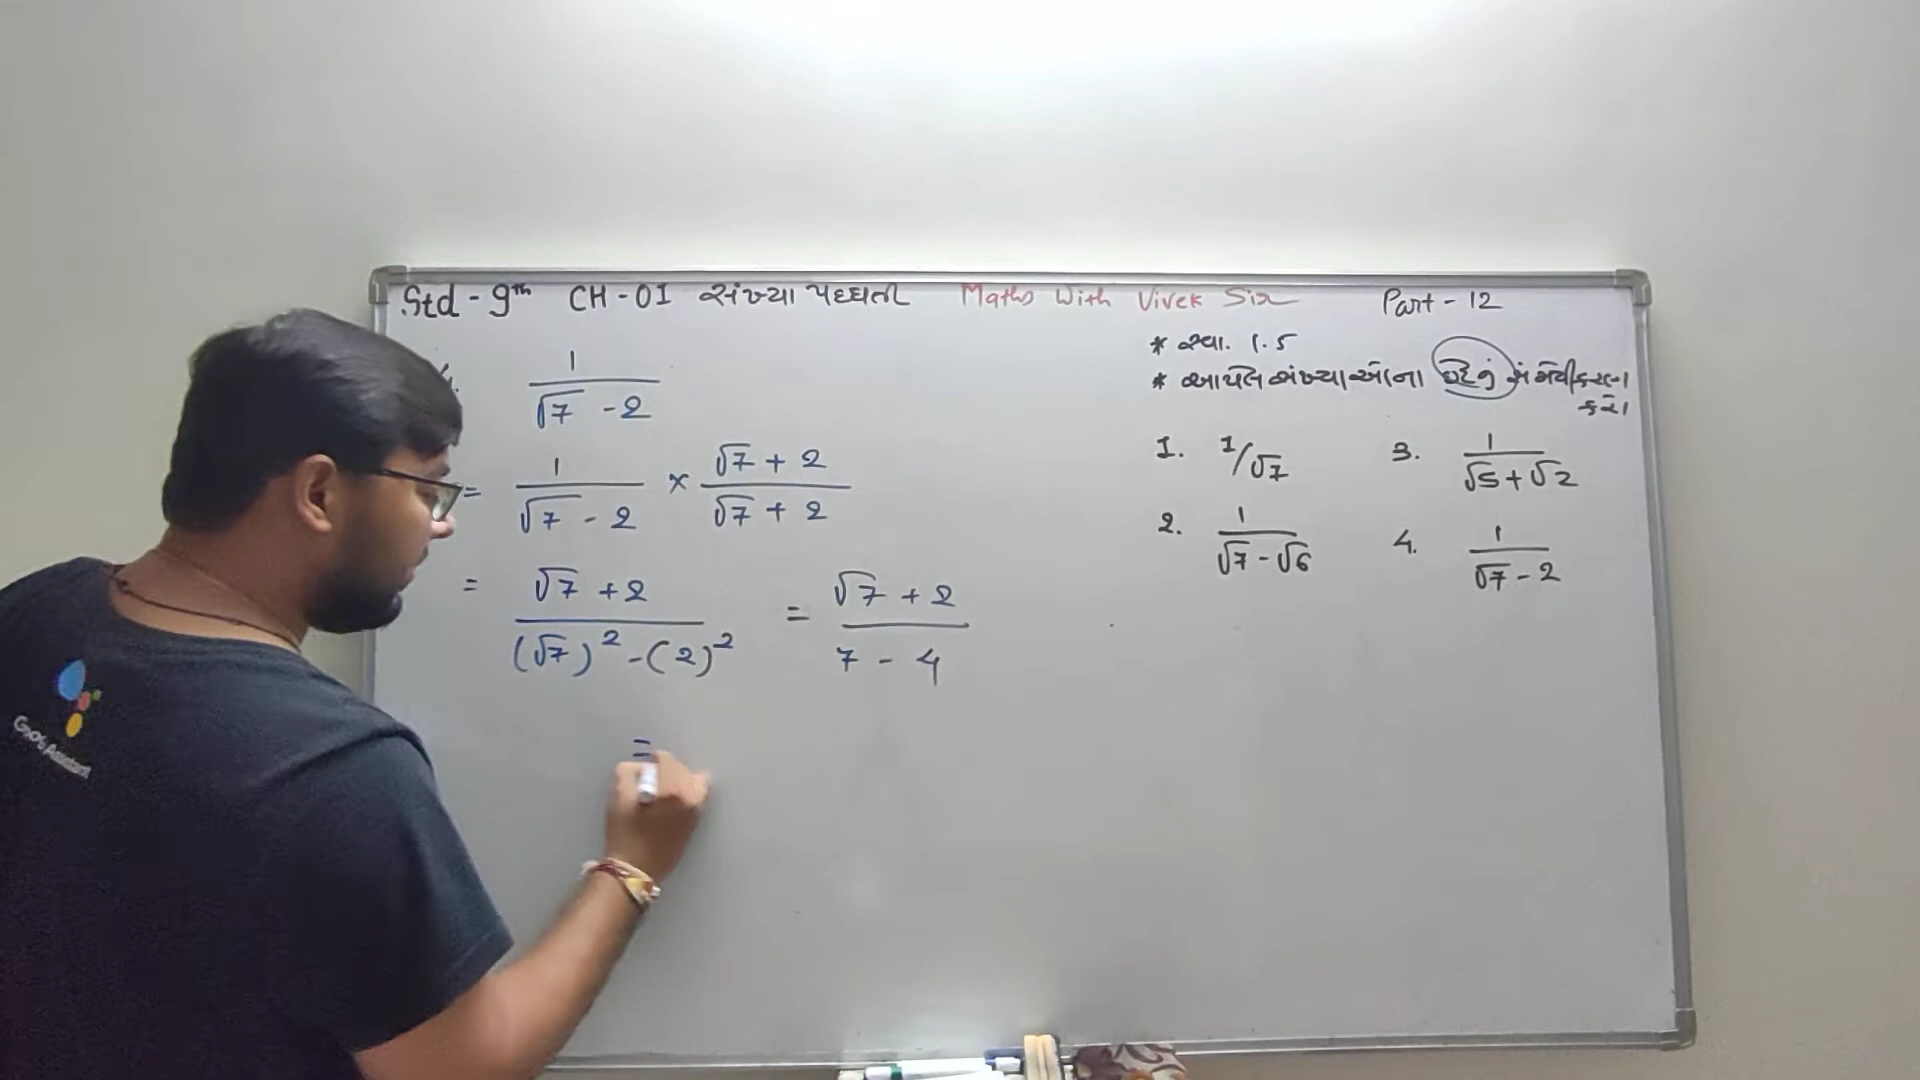 Std - 9th CH - 01 સંખ્યા પદ્ધતિ Maths With Vivek Sir Part - 12
* સ્વા. 1.5
* આપેલ સંખ્યાઓના છેદનું સંમેયીકરણ
કરો
1. 1/√7
2. 1/(√7 - √6)
3. 1/(√5 + √2)
4. 1/(√7 - 2)
4. 1/(√7 - 2)
= 1/(√7 - 2) × (√7 + 2)/(√7 + 2)
= (√7 + 2)/((√7)² - (2)²) = (√7 + 2)/(7 - 4)
=